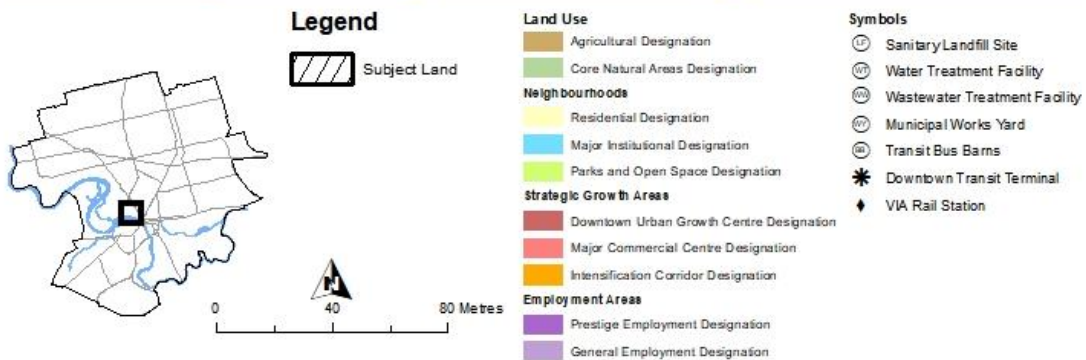 Legend
Subject Land
N
0 40 80 Metres
Land Use
Agricultural Designation
Core Natural Areas Designation
Neighbourhoods
Residential Designation
Major Institutional Designation
Parks and Open Space Designation
Strategic Growth Areas
Downtown Urban Growth Centre Designation
Major Commercial Centre Designation
Intensification Corridor Designation
Employment Areas
Prestige Employment Designation
General Employment Designation
Symbols
LF Sanitary Landfill Site
WT Water Treatment Facility
WW Wastewater Treatment Facility
WY Municipal Works Yard
BB Transit Bus Barns
Downtown Transit Terminal
VIA Rail Station